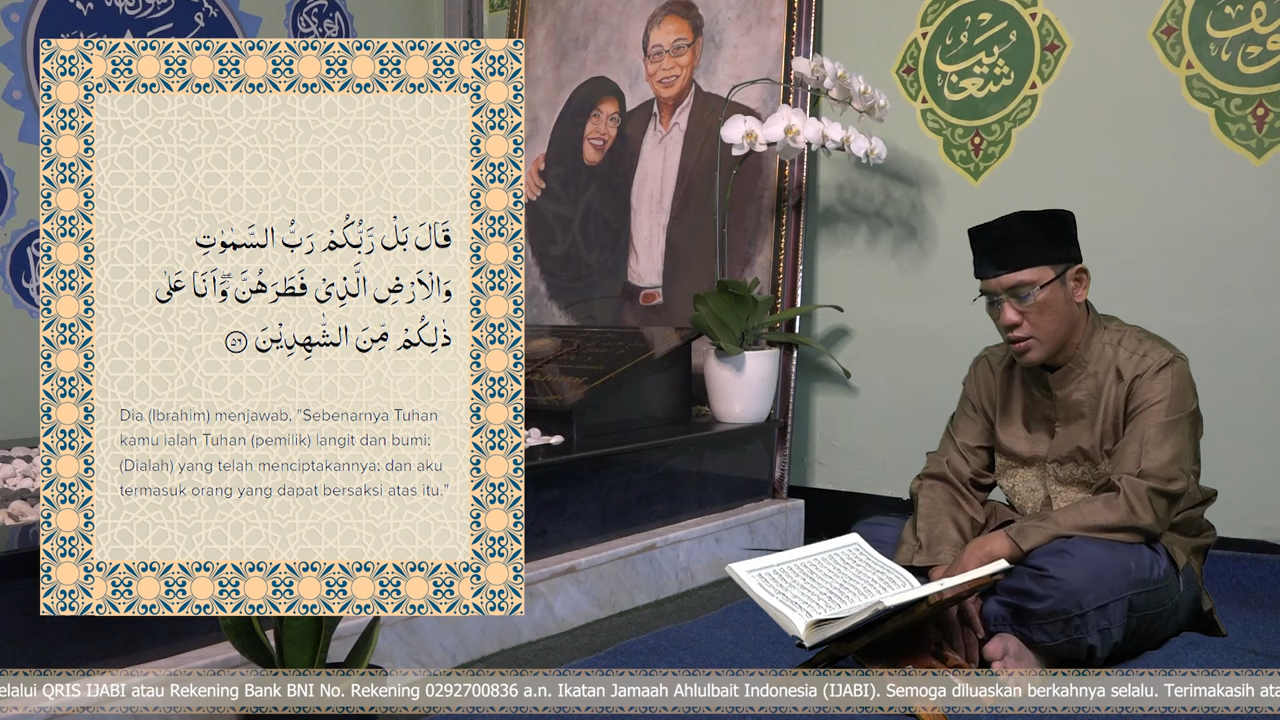 قَالَ بَلْ رَّبُّكُمْ رَبُّ السَّمٰوٰتِ
وَالْاَرْضِ الَّذِيْ فَطَرَهُنَّۖ وَاَنَا۠ عَلٰى
ذٰلِكُمْ مِّنَ الشّٰهِدِيْنَ ٥٦
Dia (Ibrahim) menjawab, "Sebenarnya Tuhan
kamu ialah Tuhan (pemilik) langit dan bumi:
(Dialah) yang telah menciptakannya: dan aku
termasuk orang yang dapat bersaksi atas itu."
شعيب
elalui QRIS IJABI atau Rekening Bank BNI No. Rekening 0292700836 a.n. Ikatan Jamaah Ahlulbait Indonesia (IJABI). Semoga diluaskan berkahnya selalu. Terimakasih ata